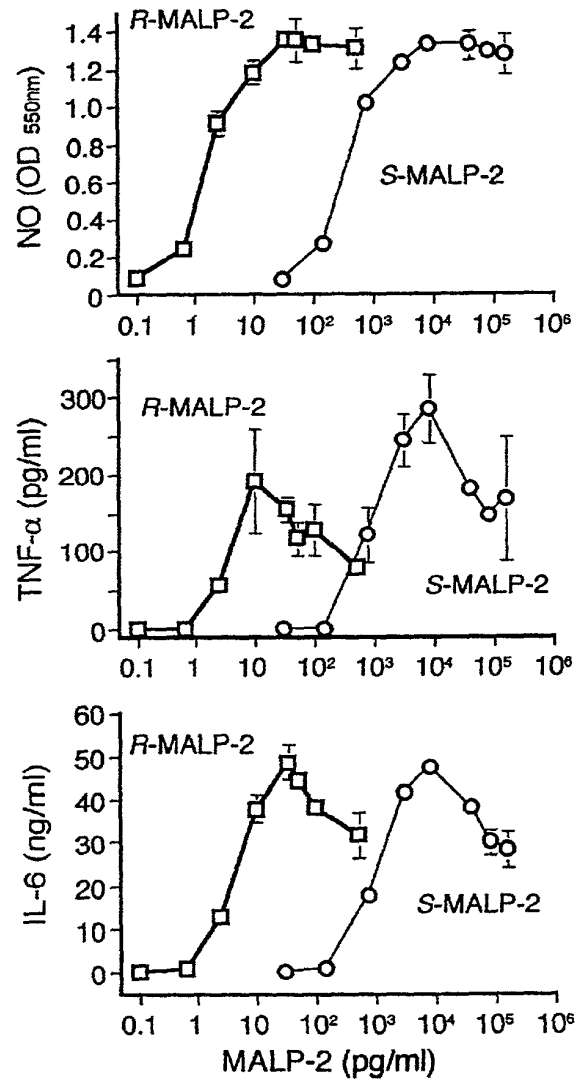 R-MALP-2
1.4
1.2
1.0
0.8
0.6
0.4
0.2
0
NO (OD 550nm)
S-MALP-2
0.1 1 10 10² 10³ 10⁴ 10⁵ 10⁶
R-MALP-2
300
200
100
0
TNF-α (pg/ml)
S-MALP-2
0.1 1 10 10² 10³ 10⁴ 10⁵ 10⁶
R-MALP-2
60
50
40
30
20
10
0
IL-6 (ng/ml)
S-MALP-2
0.1 1 10 10² 10³ 10⁴ 10⁵ 10⁶
MALP-2 (pg/ml)